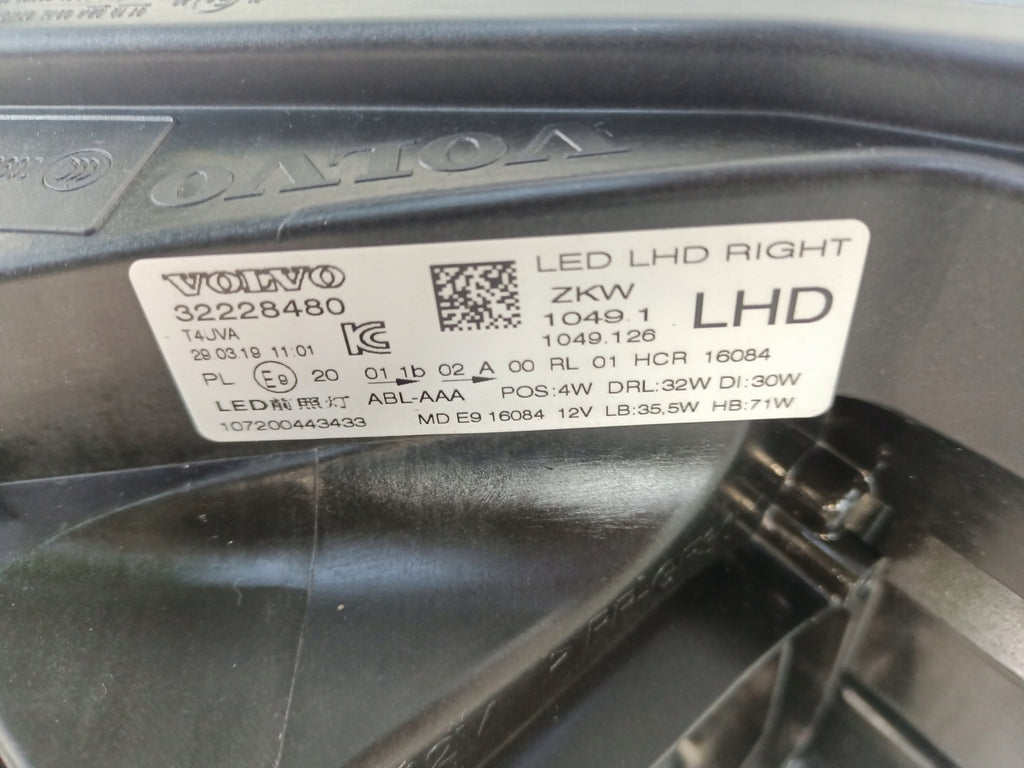 VOLVO
VOLVO
32228480
T4UVA
29.03.19 11:01
PL E9 20 01 1b 02 A 00 RL 01 HCR 16084
LED前照灯 ABL-AAA POS:4W DRL:32W DI:30W
107200443433 MD E9 16084 12V LB:35,5W HB:71W
LED LHD RIGHT
ZKW
1049.1
1049.126
LHD